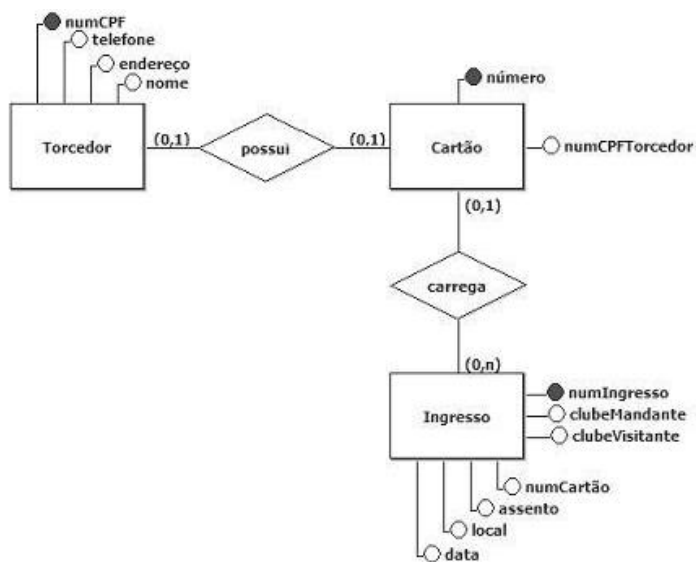 numCPF
telefone
endereço
nome
número
Torcedor
(0,1)
possui
(0,1)
Cartão
numCPFTorcedor
(0,1)
carrega
(0,n)
Ingresso
numIngresso
clubeMandante
clubeVisitante
numCartão
assento
local
data